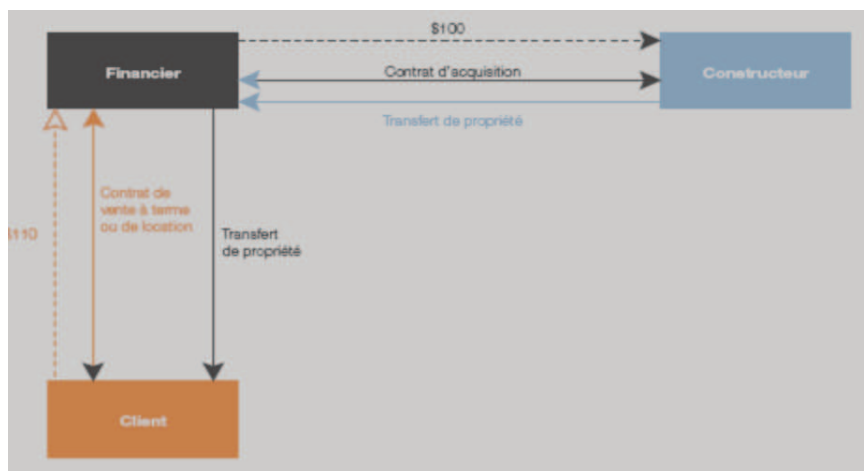 $100
Financier
Contrat d'acquisition
Constructeur
Transfert de propriété
Contrat de
vente à terme
ou de location
$110
Transfert
de propriété
Client